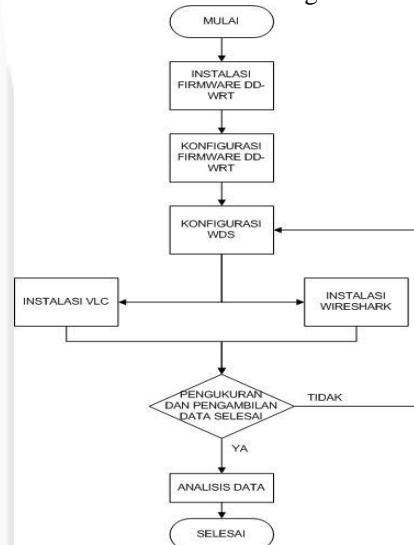 MULAI
INSTALASI
FIRMWARE DD-
WRT
KONFIGURASI
FIRMWARE DD-
WRT
KONFIGURASI
WDS
INSTALASI VLC
INSTALASI
WIRESHARK
PENGUKURAN
DAN PENGAMBILAN
DATA SELESAI
TIDAK
YA
ANALISIS DATA
SELESAI